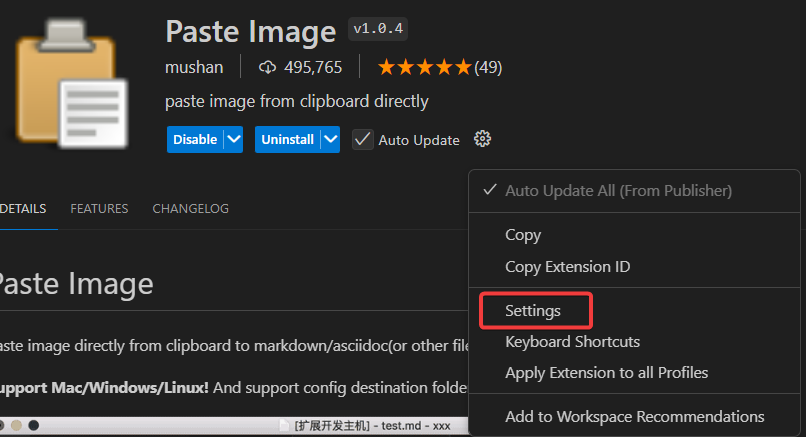 Paste Image v1.0.4
mushan 495,765 (49)
paste image from clipboard directly
Disable Uninstall Auto Update
Auto Update All (From Publisher)
DETAILS FEATURES CHANGELOG
Copy
Copy Extension ID
Paste Image
Settings
aste image directly from clipboard to markdown/asciidoc(or other file
Keyboard Shortcuts
Apply Extension to all Profiles
upport Mac/Windows/Linux! And support config destination folde
Add to Workspace Recommendations
[扩展开发主机] - test.md - xxx